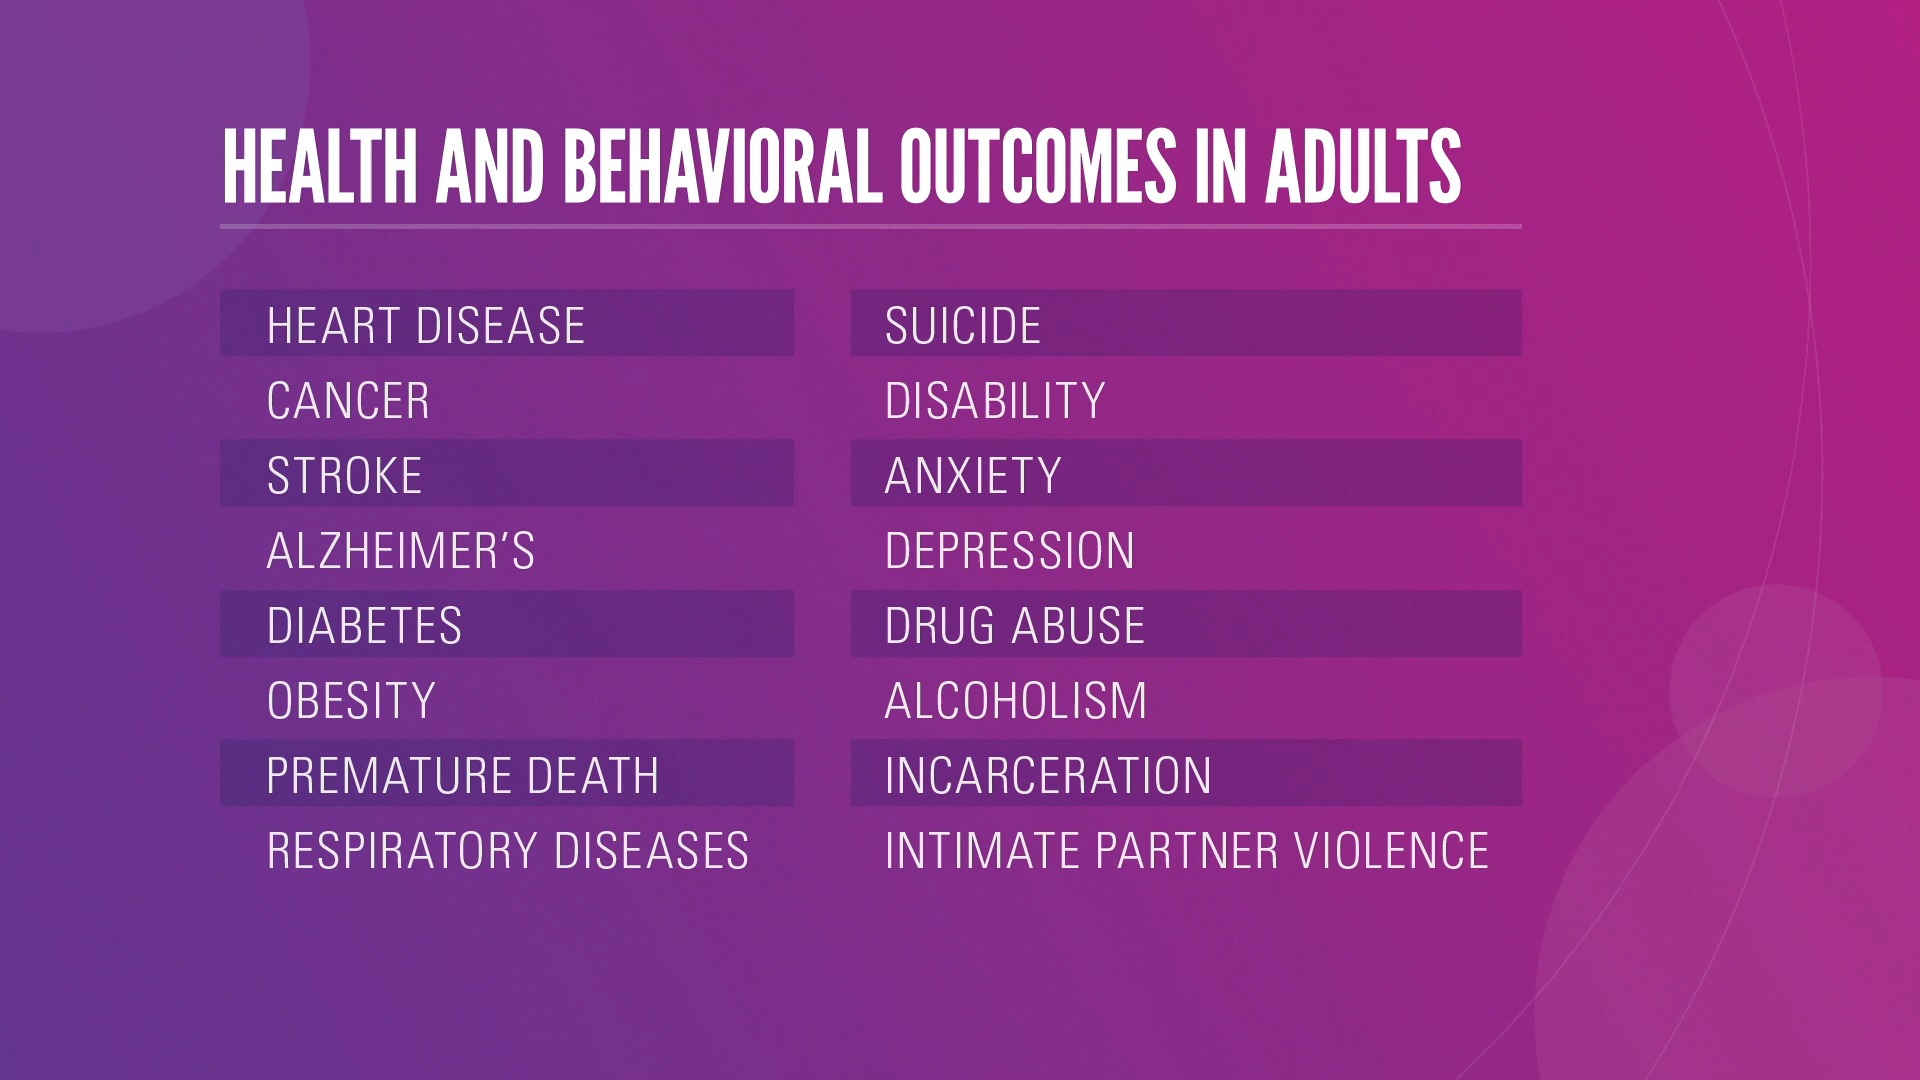 HEALTH AND BEHAVIORAL OUTCOMES IN ADULTS
HEART DISEASE
CANCER
STROKE
ALZHEIMER’S
DIABETES
OBESITY
PREMATURE DEATH
RESPIRATORY DISEASES
SUICIDE
DISABILITY
ANXIETY
DEPRESSION
DRUG ABUSE
ALCOHOLISM
INCARCERATION
INTIMATE PARTNER VIOLENCE